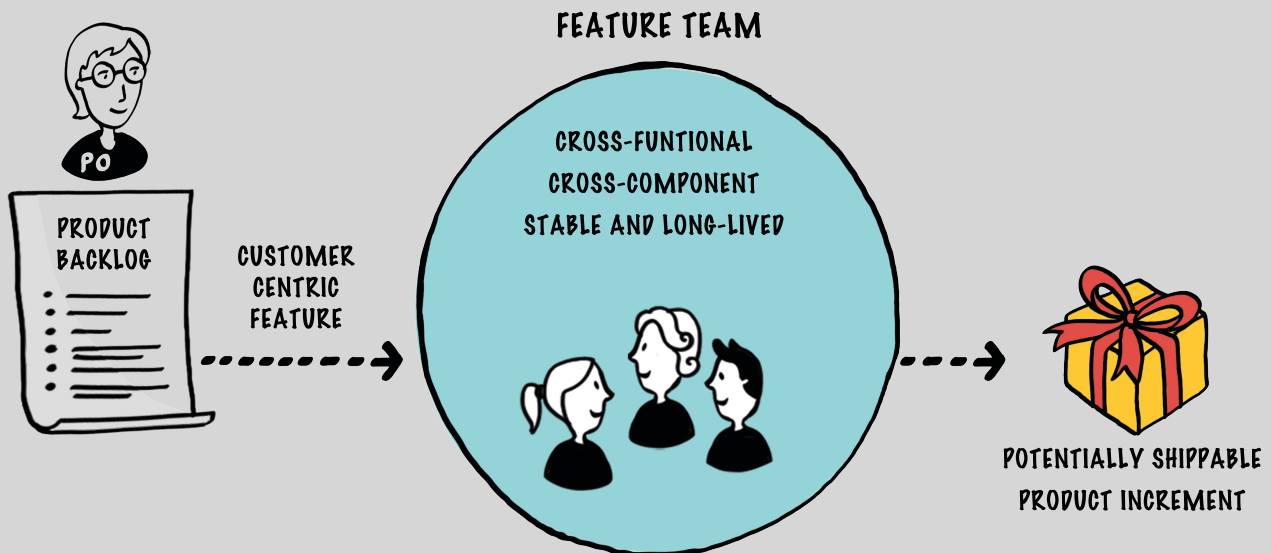 FEATURE TEAM
PO
PRODUCT
BACKLOG
CUSTOMER
CENTRIC
FEATURE
CROSS-FUNTIONAL
CROSS-COMPONENT
STABLE AND LONG-LIVED
POTENTIALLY SHIPPABLE
PRODUCT INCREMENT